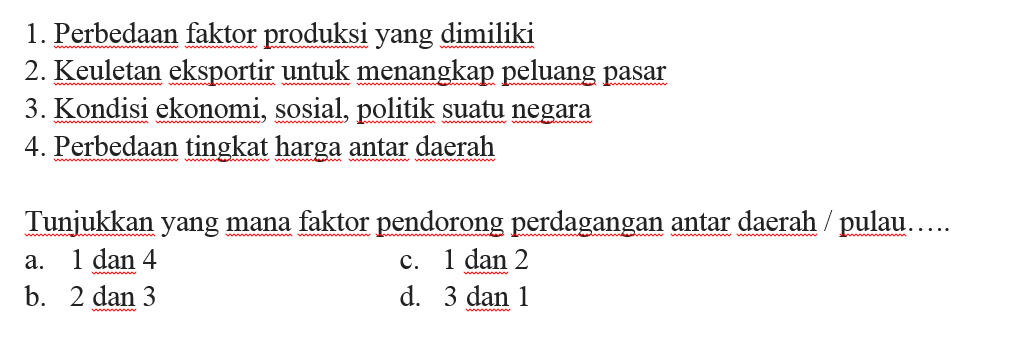 1. Perbedaan faktor produksi yang dimiliki
2. Keuletan eksportir untuk menangkap peluang pasar
3. Kondisi ekonomi, sosial, politik suatu negara
4. Perbedaan tingkat harga antar daerah
Tunjukkan yang mana faktor pendorong perdagangan antar daerah / pulau…..
a. 1 dan 4 c. 1 dan 2
b. 2 dan 3 d. 3 dan 1